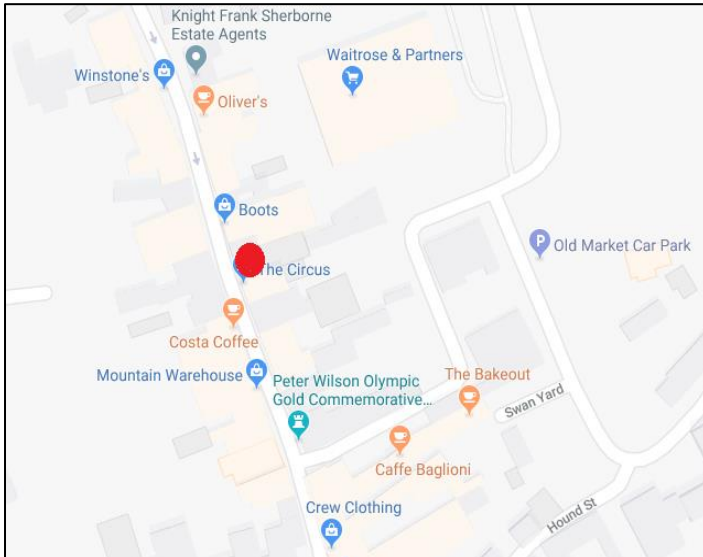 Knight Frank Sherborne
Estate Agents
Waitrose & Partners
Winstone's
Oliver's
Boots
Old Market Car Park
The Circus
Costa Coffee
Mountain Warehouse
Peter Wilson Olympic
Gold Commemorative...
The Bakeout
Swan Yard
Caffe Baglioni
Crew Clothing
Hound St
P